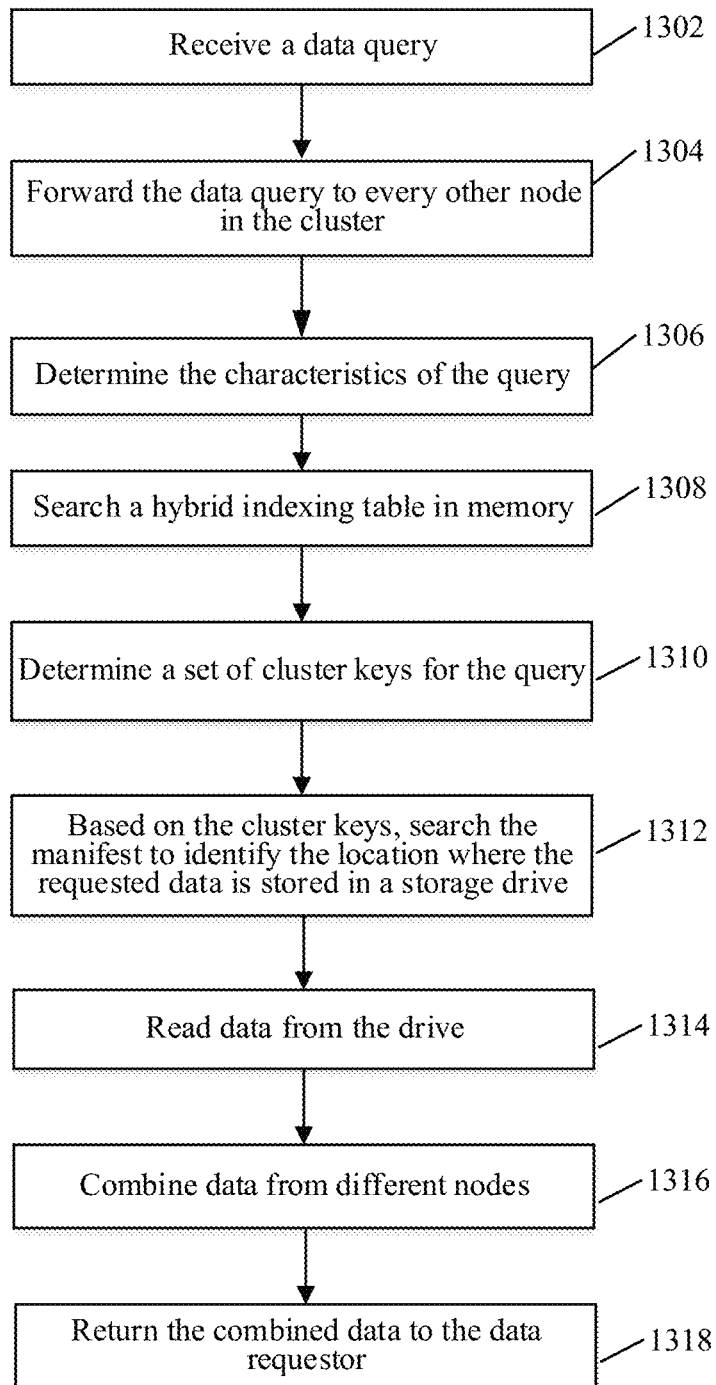 Receive a data query
1302
Forward the data query to every other node
in the cluster
1304
Determine the characteristics of the query
1306
Search a hybrid indexing table in memory
1308
Determine a set of cluster keys for the query
1310
Based on the cluster keys, search the
manifest to identify the location where the
requested data is stored in a storage drive
1312
Read data from the drive
1314
Combine data from different nodes
1316
Return the combined data to the data
requestor
1318